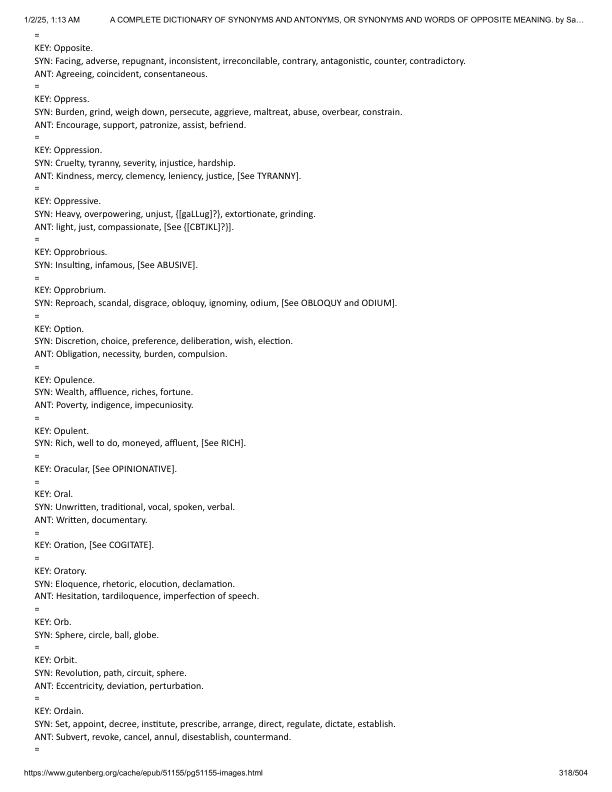 1/2/25, 1:13 AM A COMPLETE DICTIONARY OF SYNONYMS AND ANTONYMS, OR SYNONYMS AND WORDS OF OPPOSITE MEANING. by Sa…
=
KEY: Opposite.
SYN: Facing, adverse, repugnant, inconsistent, irreconcilable, contrary, antagonistic, counter, contradictory.
ANT: Agreeing, coincident, consentaneous.
=
KEY: Oppress.
SYN: Burden, grind, weigh down, persecute, aggrieve, maltreat, abuse, overbear, constrain.
ANT: Encourage, support, patronize, assist, befriend.
=
KEY: Oppression.
SYN: Cruelty, tyranny, severity, injustice, hardship.
ANT: Kindness, mercy, clemency, leniency, justice, [See TYRANNY].
=
KEY: Oppressive.
SYN: Heavy, overpowering, unjust, {[gaLLug]?}, extortionate, grinding.
ANT: light, just, compassionate, [See {[CBTJKL]?}].
=
KEY: Opprobrious.
SYN: Insulting, infamous, [See ABUSIVE].
=
KEY: Opprobrium.
SYN: Reproach, scandal, disgrace, obloquy, ignominy, odium, [See OBLOQUY and ODIUM].
=
KEY: Option.
SYN: Discretion, choice, preference, deliberation, wish, election.
ANT: Obligation, necessity, burden, compulsion.
=
KEY: Opulence.
SYN: Wealth, affluence, riches, fortune.
ANT: Poverty, indigence, impecuniosity.
=
KEY: Opulent.
SYN: Rich, well to do, moneyed, affluent, [See RICH].
=
KEY: Oracular, [See OPINIONATIVE].
=
KEY: Oral.
SYN: Unwritten, traditional, vocal, spoken, verbal.
ANT: Written, documentary.
=
KEY: Oration, [See COGITATE].
=
KEY: Oratory.
SYN: Eloquence, rhetoric, elocution, declamation.
ANT: Hesitation, tardiloquence, imperfection of speech.
=
KEY: Orb.
SYN: Sphere, circle, ball, globe.
=
KEY: Orbit.
SYN: Revolution, path, circuit, sphere.
ANT: Eccentricity, deviation, perturbation.
=
KEY: Ordain.
SYN: Set, appoint, decree, institute, prescribe, arrange, direct, regulate, dictate, establish.
ANT: Subvert, revoke, cancel, annul, disestablish, countermand.
=
https://www.gutenberg.org/cache/epub/51155/pg51155-images.html 318/504